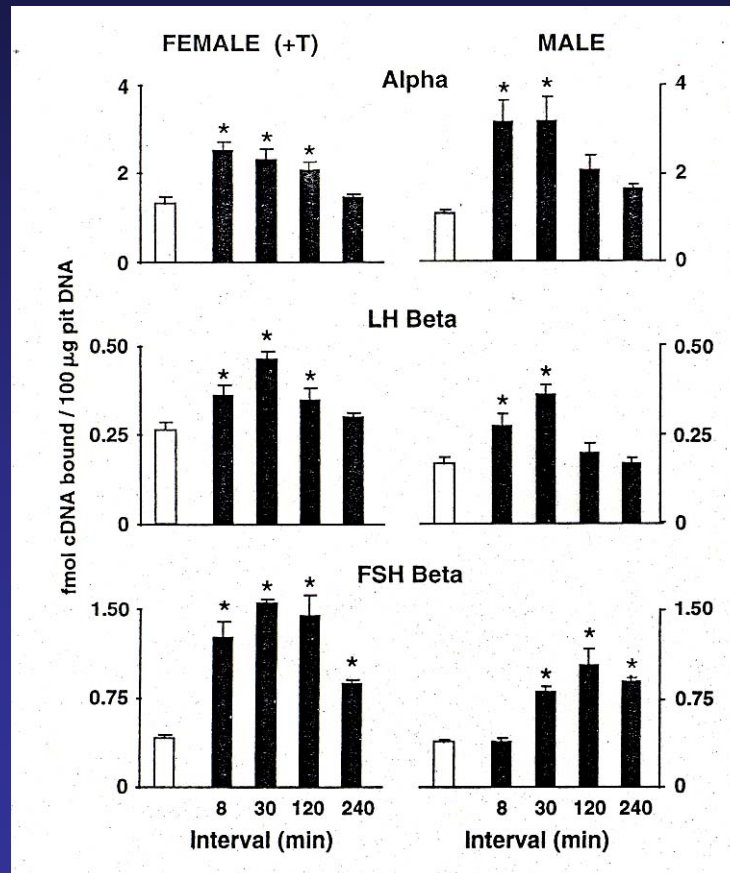 FEMALE (+T) MALE
Alpha
4 4
* * * * *
2 2
0 0
LH Beta
0.50 0.50
* * * * *
0.25 0.25
0 0
FSH Beta
1.50 1.50
* * * * * * *
0.75 0.75
0 0
8 30 120 240 8 30 120 240
Interval (min) Interval (min)
fmol cDNA bound / 100 µg pit DNA